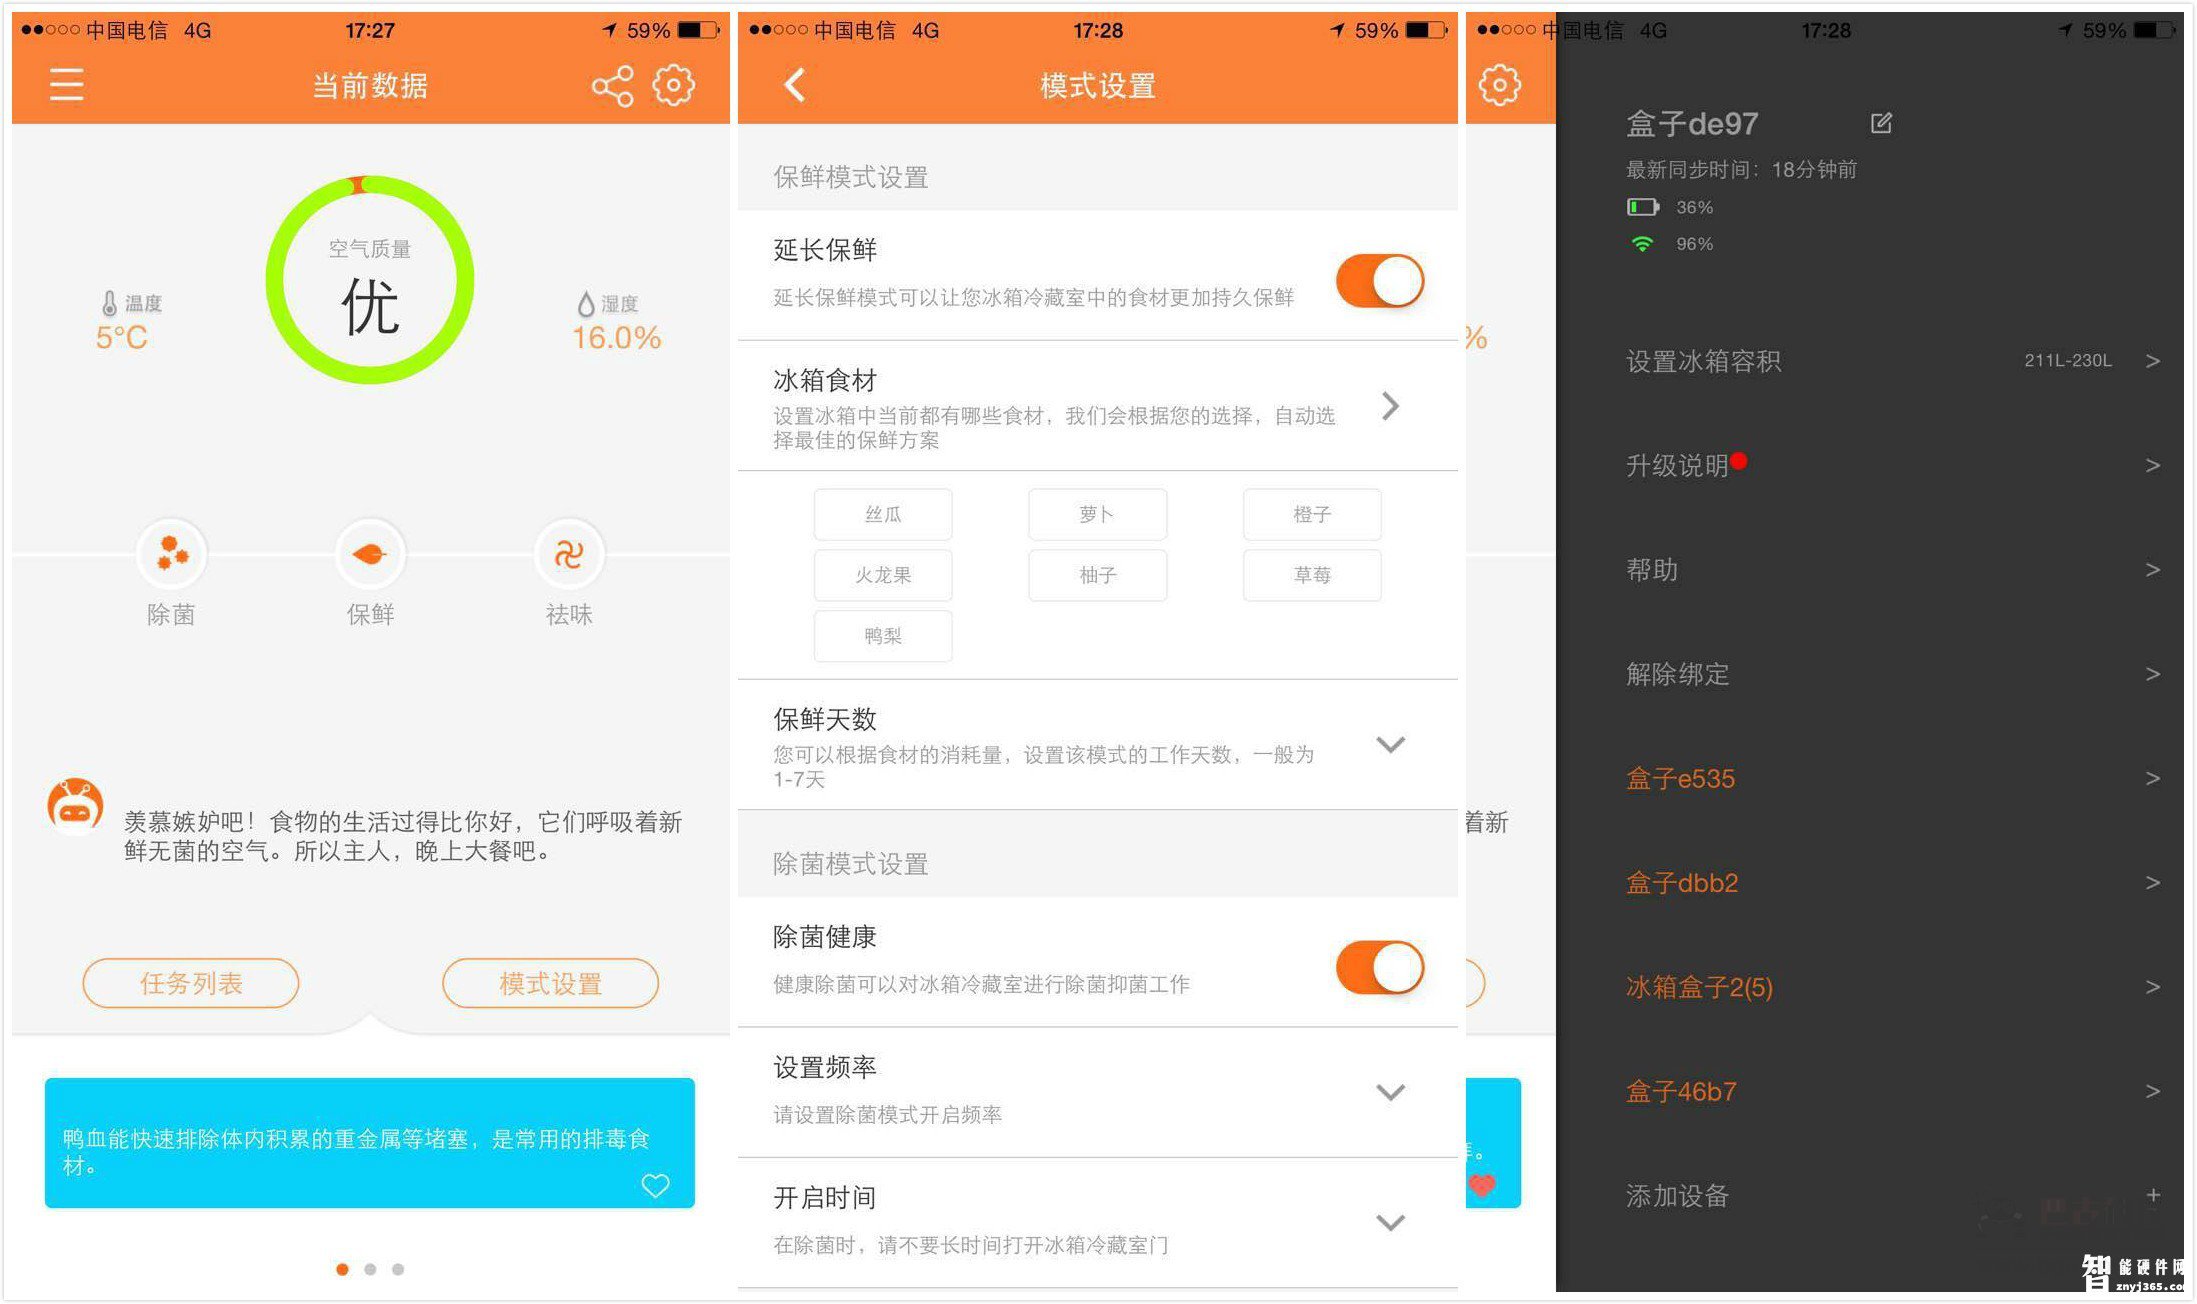 中国电信 4G 17:27 59%
当前数据
空气质量
优
温度
5°C
湿度
16.0%
除菌 保鲜 祛味
羡慕嫉妒吧！食物的生活过得比你好，它们呼吸着新
鲜无菌的空气。所以主人，晚上大餐吧。
任务列表 模式设置
鸭血能快速排除体内积累的重金属等堵塞，是常用的排毒食
材。
中国电信 4G 17:28 59%
模式设置
保鲜模式设置
延长保鲜
延长保鲜模式可以让您冰箱冷藏室中的食材更加持久保鲜
冰箱食材
设置冰箱中当前都有哪些食材，我们会根据您的选择，自动选
择最佳的保鲜方案
丝瓜 萝卜 橙子
火龙果 柚子 草莓
鸭梨
保鲜天数
您可以根据食材的消耗量，设置该模式的工作天数，一般为
1-7天
除菌模式设置
除菌健康
健康除菌可以对冰箱冷藏室进行除菌抑菌工作
设置频率
请设置除菌模式开启频率
开启时间
在除菌时，请不要长时间打开冰箱冷藏室门
中国电信 4G 17:28 59%
%
着新
。
盒子de97
最新同步时间：18分钟前
36%
96%
设置冰箱容积 211L-230L >
升级说明 >
帮助 >
解除绑定 >
盒子e535 >
盒子dbb2 >
冰箱盒子2(5) >
盒子46b7 >
添加设备 +
智能硬件网
znyj365.co